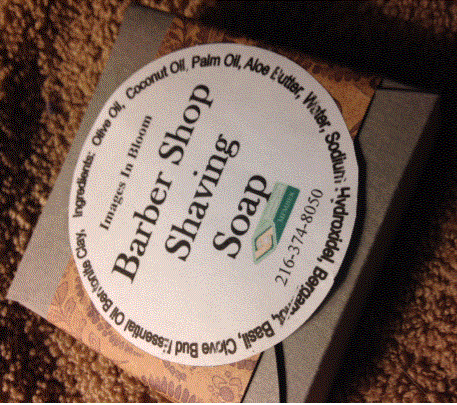 Images In Bloom
Barber Shop
Shaving
Soap
216-374-8050
Ingredients: Olive Oil, Coconut Oil, Palm Oil, Aloe Butter, Water, Sodium Hydroxide, Bergamot, Basil, Clove Bud Essential Oil Bentonite Clay,